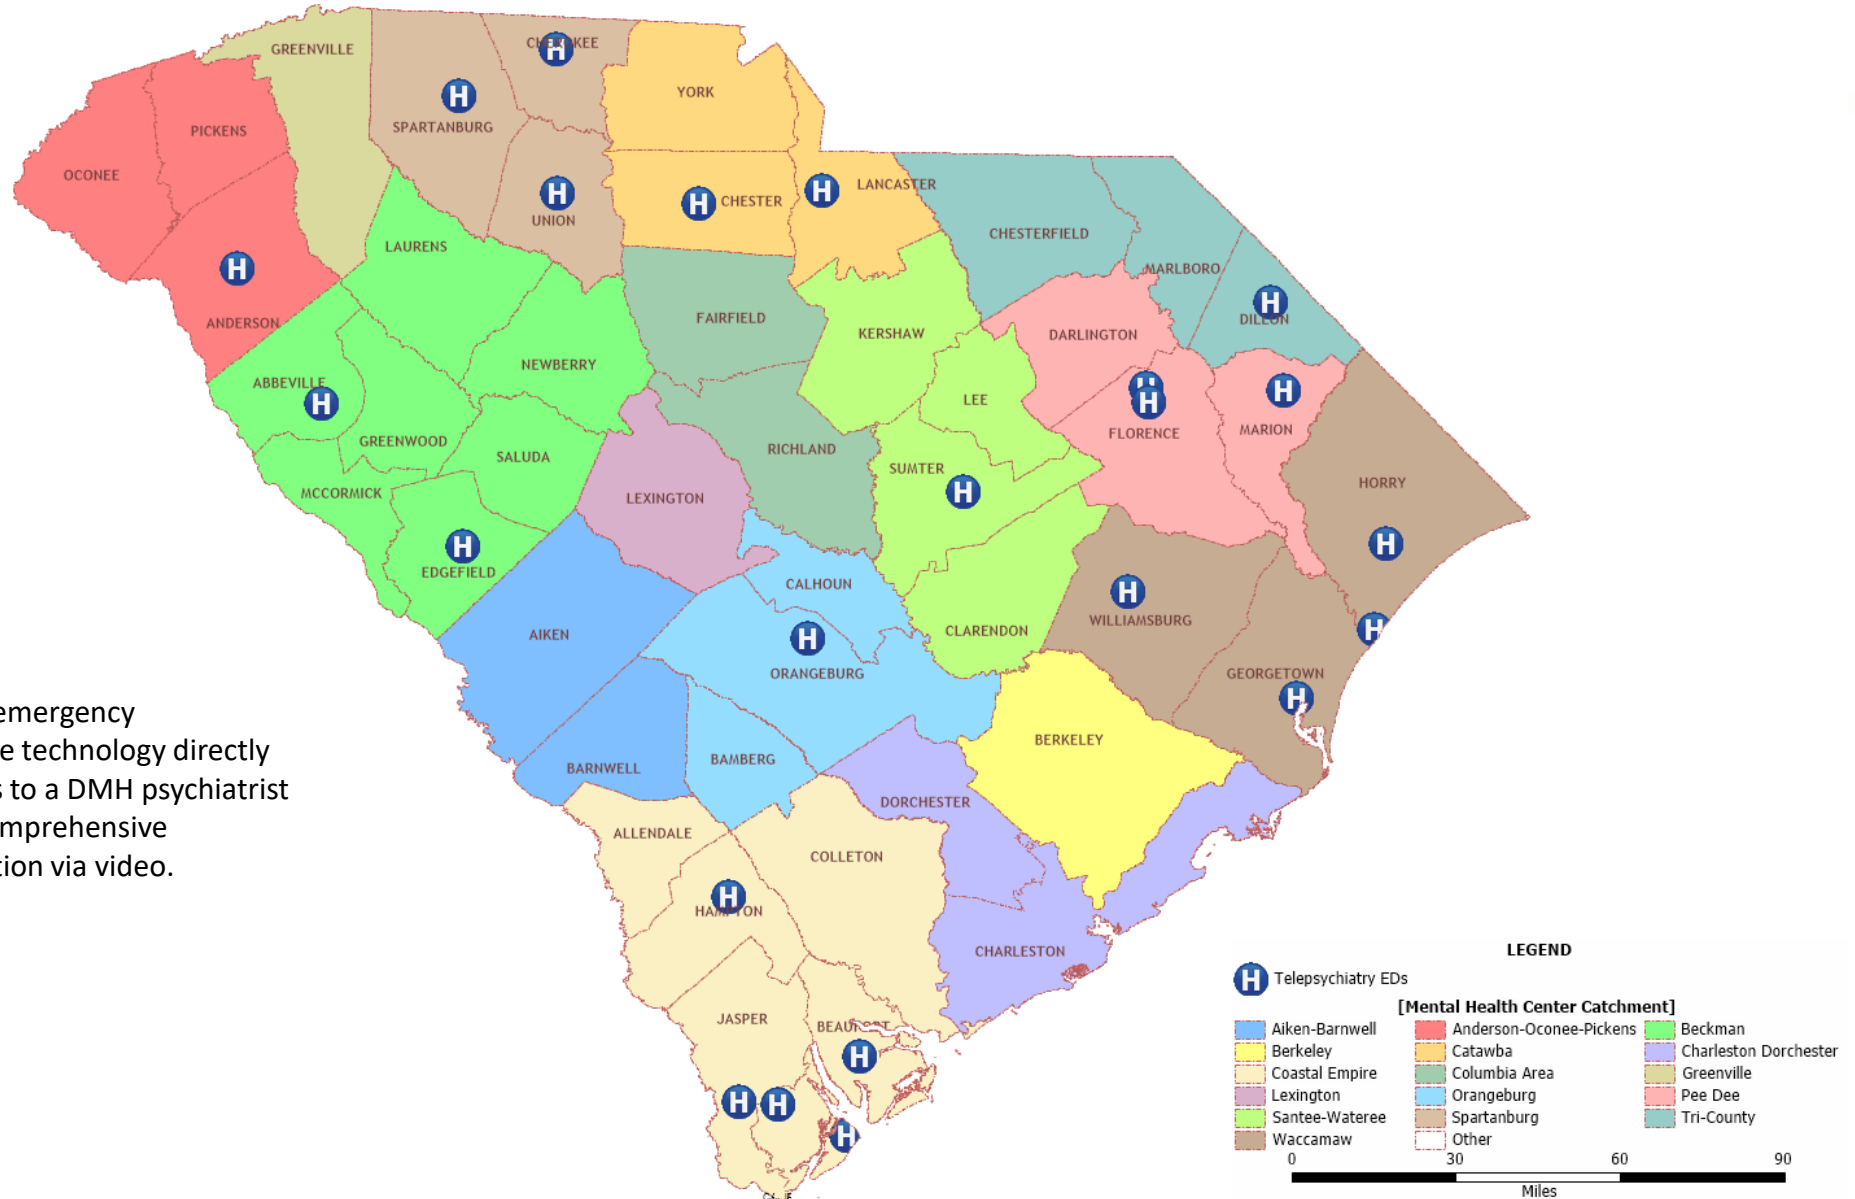 GREENVILLE
CHEROKEE
H
YORK
H
SPARTANBURG
PICKENS
OCONEE
H
UNION
H
CHESTER
H
LANCASTER
CHESTERFIELD
MARLBORO
LAURENS
H
ANDERSON
H
DILLON
FAIRFIELD
KERSHAW
DARLINGTON
NEWBERRY
ABBEVILLE
H
LEE
H
H
FLORENCE
H
MARION
GREENWOOD
SALUDA
RICHLAND
SUMTER
H
MCCORMICK
LEXINGTON
HORRY
H
H
EDGEFIELD
CALHOUN
H
WILLIAMSBURG
AIKEN
H
ORANGEBURG
CLARENDON
H
GEORGETOWN
H
BERKELEY
BARNWELL
BAMBERG
DORCHESTER
emergency
e technology directly
s to a DMH psychiatrist
mprehensive
tion via video.
ALLENDALE
COLLETON
H
HAMPTON
CHARLESTON
JASPER
BEAUFORT
H
H
H
H
LEGEND
H Telepsychiatry EDs
[Mental Health Center Catchment]
Aiken-Barnwell Anderson-Oconee-Pickens Beckman
Berkeley Catawba Charleston Dorchester
Coastal Empire Columbia Area Greenville
Lexington Orangeburg Pee Dee
Santee-Wateree Spartanburg Tri-County
Waccamaw Other
0 30 60 90
Miles